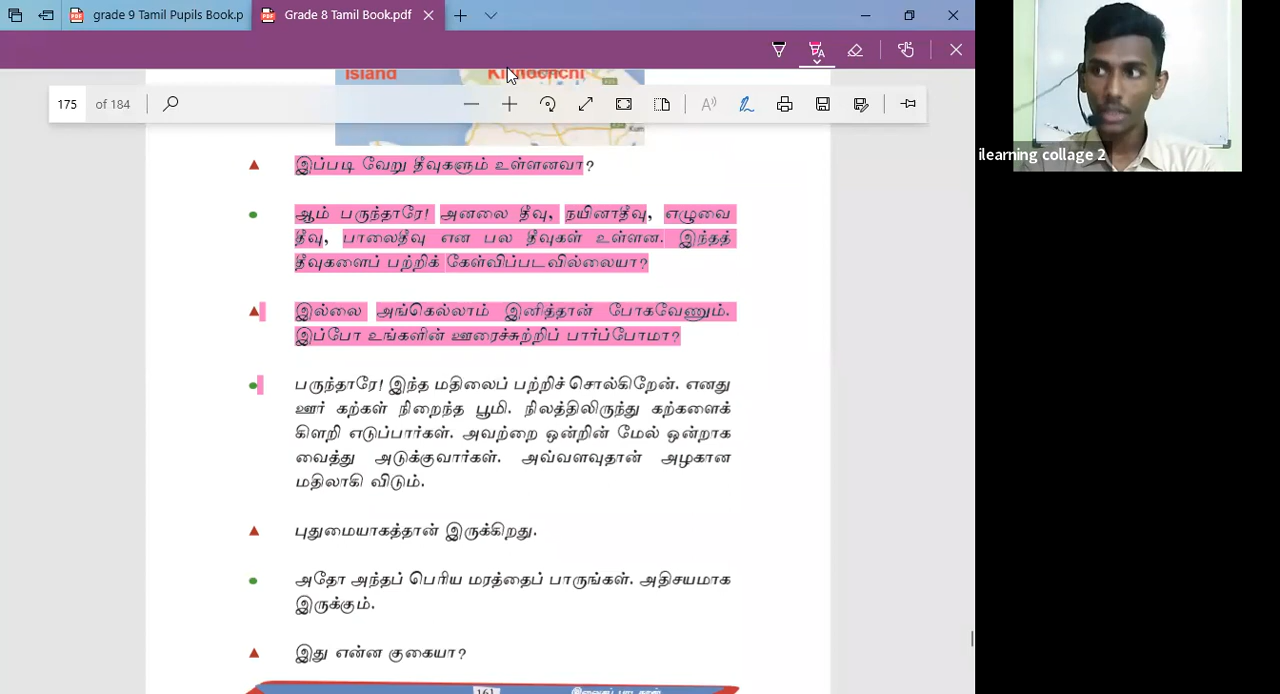 grade 9 Tamil Pupils Book.p
Grade 8 Tamil Book.pdf
Island
Kilinochchi
175 of 184
ilearning collage 2
இப்படி வேறு தீவுகளும் உள்ளனவா?
ஆம் பருந்தாரே! அனலை தீவு, நயினாதீவு, எழுவை
தீவு, பாலைதீவு என பல தீவுகள் உள்ளன. இந்தத்
தீவுகளைப் பற்றிக் கேள்விப்படவில்லையா?
இல்லை அங்கெல்லாம் இனித்தான் போகவேணும்.
இப்போ உங்களின் ஊரைச்சுற்றிப் பார்ப்போமா?
பருந்தாரே! இந்த மதிலைப் பற்றிச் சொல்கிறேன். எனது
ஊர் கற்கள் நிறைந்த பூமி. நிலத்திலிருந்து கற்களைக்
கிளறி எடுப்பார்கள். அவற்றை ஒன்றின் மேல் ஒன்றாக
வைத்து அடுக்குவார்கள். அவ்வளவுதான் அழகான
மதிலாகி விடும்.
புதுமையாகத்தான் இருக்கிறது.
அதோ அந்தப் பெரிய மரத்தைப் பாருங்கள். அதிசயமாக
இருக்கும்.
இது என்ன குகையா?
161